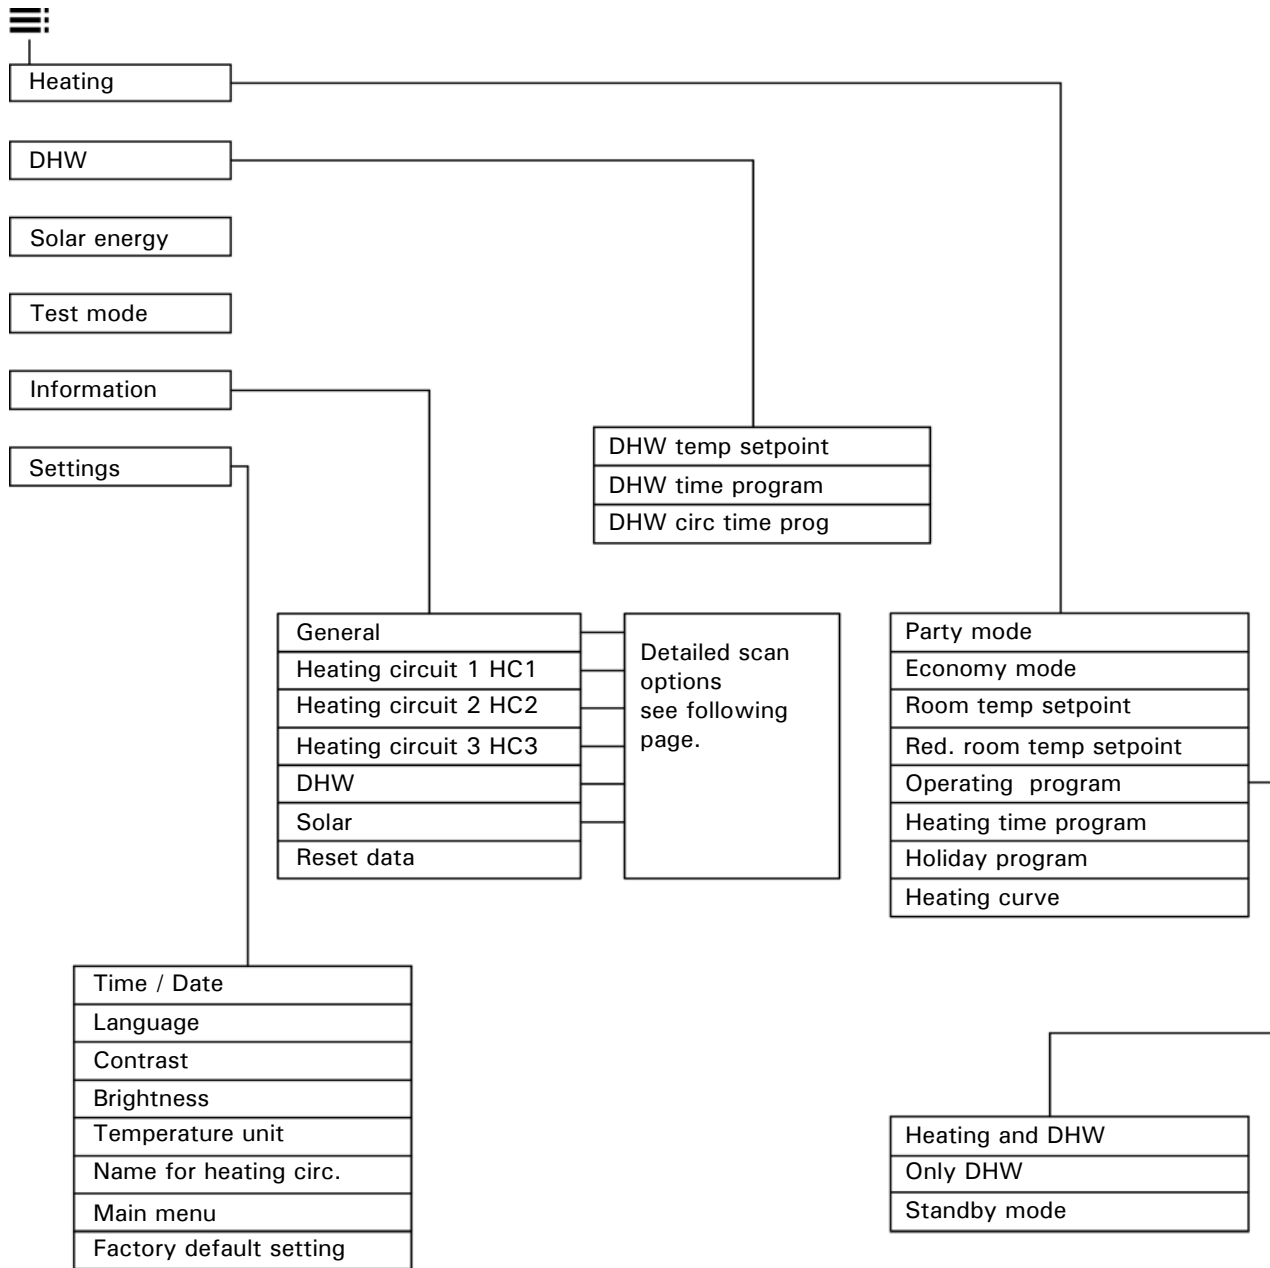 Heating
DHW
Solar energy
Test mode
Information
Settings
DHW temp setpoint
DHW time program
DHW circ time prog
General
Heating circuit 1 HC1
Heating circuit 2 HC2
Heating circuit 3 HC3
DHW
Solar
Reset data
Detailed scan
options
see following
page.
Party mode
Economy mode
Room temp setpoint
Red. room temp setpoint
Operating program
Heating time program
Holiday program
Heating curve
Time / Date
Language
Contrast
Brightness
Temperature unit
Name for heating circ.
Main menu
Factory default setting
Heating and DHW
Only DHW
Standby mode